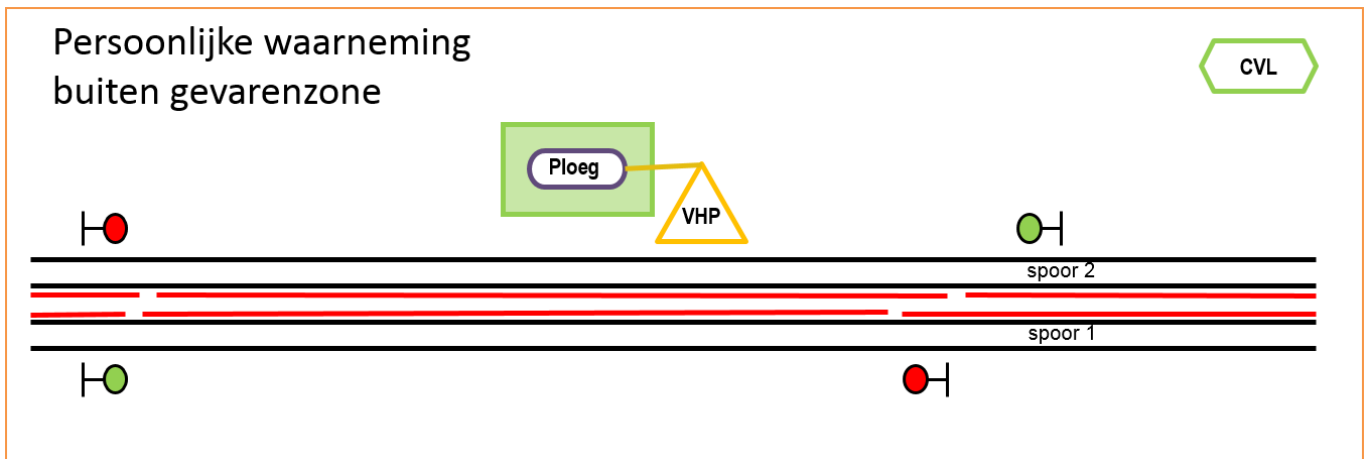 Persoonlijke waarneming
buiten gevarenzone
CVL
Ploeg
VHP
spoor 2
spoor 1